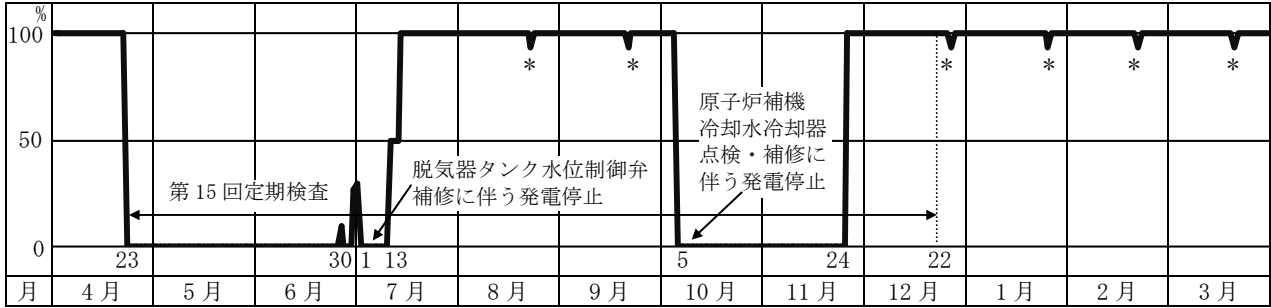 %
100
50
0
* * * * * *
第15回定期検査
脱気器タンク水位制御弁
補修に伴う発電停止
原子炉補機
冷却水冷却器
点検・補修に
伴う発電停止
23 30 1 13 5 24 22
月 4月 5月 6月 7月 8月 9月 10月 11月 12月 1月 2月 3月